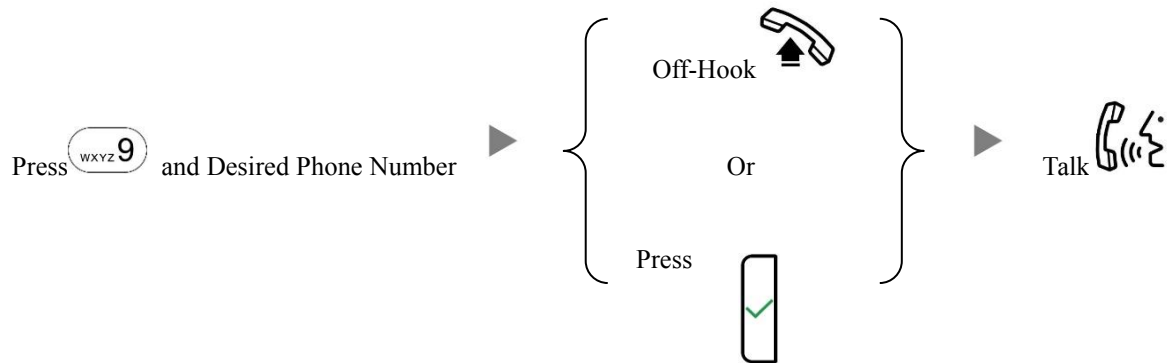 Off-Hook
Press WXYZ 9 and Desired Phone Number
Or
Talk
Press